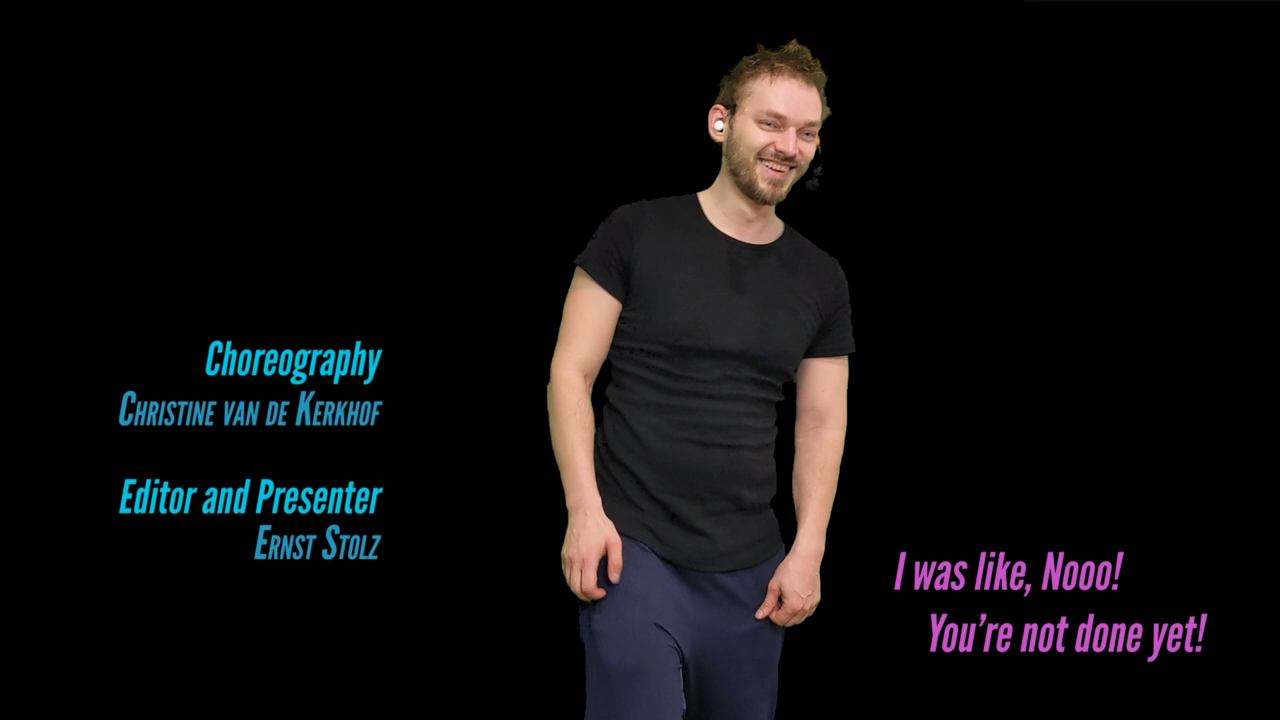 Choreography
Christine van de Kerkhof
Editor and Presenter
Ernst Stolz
I was like, Nooo!
You're not done yet!